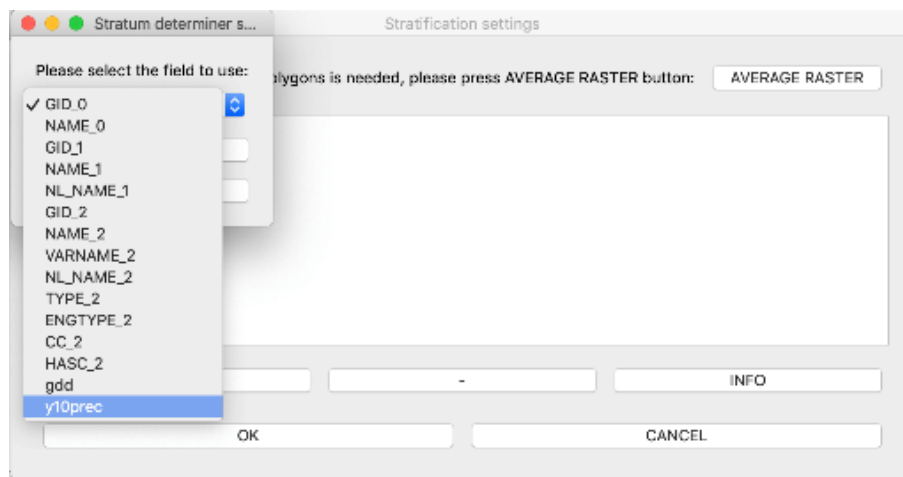 Stratum determiner s... Stratification settings
Please select the field to use: olygons is needed, please press AVERAGE RASTER button: AVERAGE RASTER
✓ GID_0
NAME_0
GID_1
NAME_1
NL_NAME_1
GID_2
NAME_2
VARNAME_2
NL_NAME_2
TYPE_2
ENGTYPE_2
CC_2
HASC_2
gdd
y10prec
- INFO
OK CANCEL